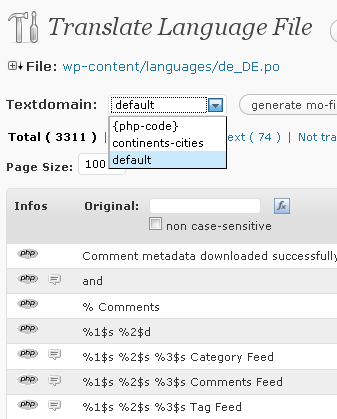 Translate Language File
File: wp-content/languages/de_DE.po
Textdomain: default generate mo-fi
{php-code}
continents-cities
default
Total ( 3311 ) | ext ( 74 ) | Not tra
Page Size: 100
Infos Original:
non case-sensitive
php Comment metadata downloaded successfully
php and
php % Comments
php %1$s %2$d
php %1$s %2$s %3$s Category Feed
php %1$s %2$s %3$s Comments Feed
php %1$s %2$s %3$s Tag Feed